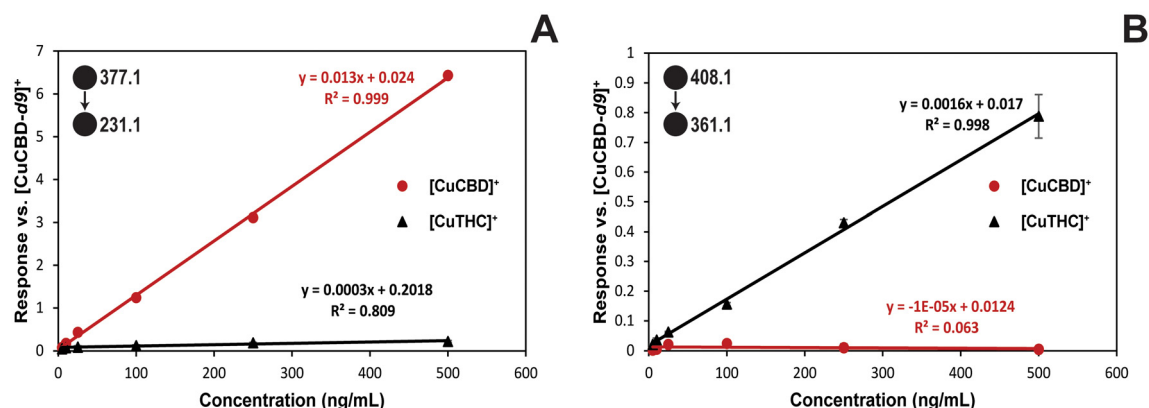 A
Response vs. [CuCBD-d9]⁺
7
6
5
4
3
2
1
0
377.1
231.1
y = 0.013x + 0.024
R² = 0.999
[CuCBD]⁺
[CuTHC]⁺
y = 0.0003x + 0.2018
R² = 0.809
0 100 200 300 400 500 600
Concentration (ng/mL)
B
Response vs. [CuCBD-d9]⁺
1
0.9
0.8
0.7
0.6
0.5
0.4
0.3
0.2
0.1
0
408.1
361.1
y = 0.0016x + 0.017
R² = 0.998
[CuCBD]⁺
[CuTHC]⁺
y = -1E-05x + 0.0124
R² = 0.063
0 100 200 300 400 500 600
Concentration (ng/mL)